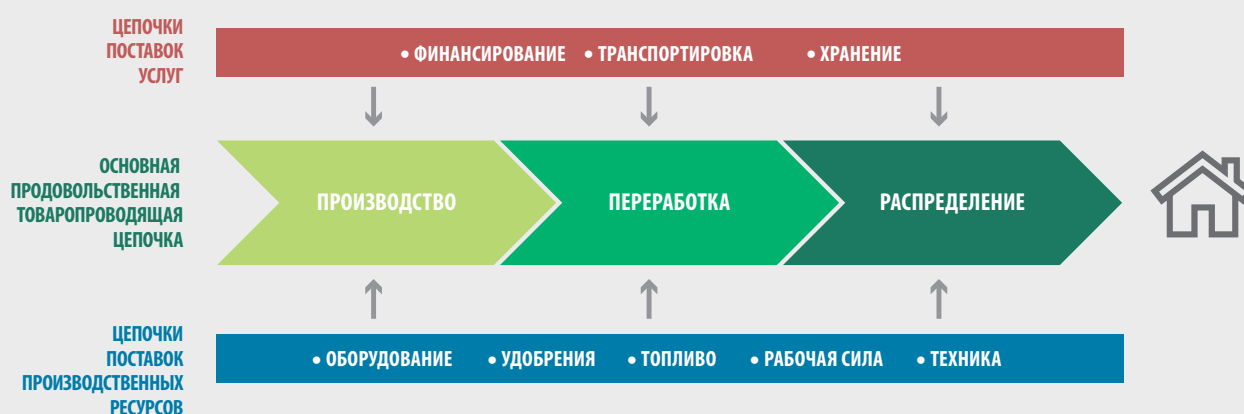 ЦЕПОЧКИ
ПОСТАВОК
УСЛУГ
• ФИНАНСИРОВАНИЕ • ТРАНСПОРТИРОВКА • ХРАНЕНИЕ
ОСНОВНАЯ
ПРОДОВОЛЬСТВЕННАЯ
ТОВАРОПРОВОДЯЩАЯ
ЦЕПОЧКА
ПРОИЗВОДСТВО ПЕРЕРАБОТКА РАСПРЕДЕЛЕНИЕ
ЦЕПОЧКИ
ПОСТАВОК
ПРОИЗВОДСТВЕННЫХ
РЕСУРСОВ
• ОБОРУДОВАНИЕ • УДОБРЕНИЯ • ТОПЛИВО • РАБОЧАЯ СИЛА • ТЕХНИКА